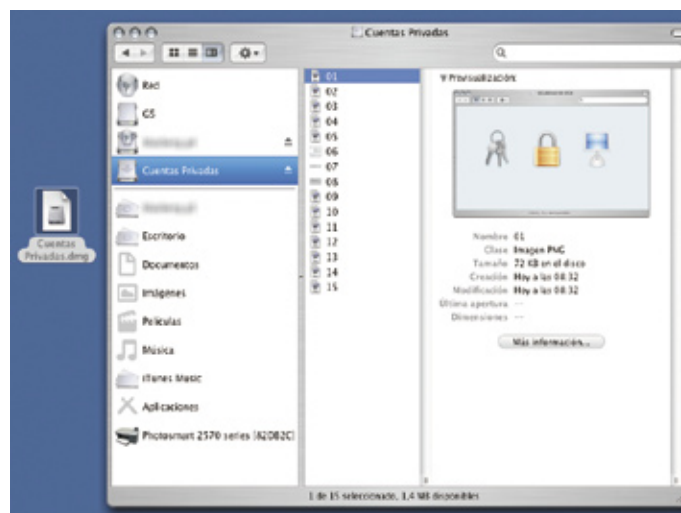 Cuentas Privadas
Red
GS
Cuentas Privadas
Escritorio
Documentos
Imágenes
Películas
Música
iTunes Music
Aplicaciones
Photosmart 2570 series [62D82C]
01
02
03
04
05
06
07
08
09
10
11
12
13
14
15
Previsualización:
Nombre 01
Clase Imagen PNG
Tamaño 72 KB en el disco
Creación Hoy a las 08:32
Modificación Hoy a las 08:32
Última apertura --
Dimensiones --
Más información...
1 de 15 seleccionado, 1,4 MB disponibles
Cuentas
Privadas.dmg